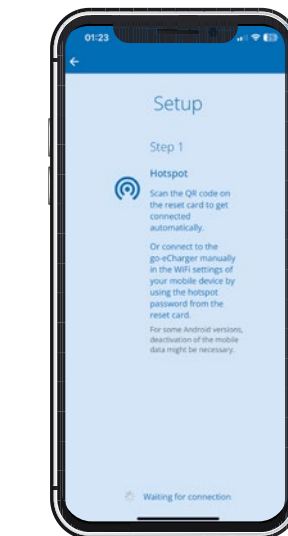 01:23
Setup
Step 1
Hotspot
Scan the QR code on
the reset card to get
connected
automatically.
Or connect to the
go-eCharger manually
in the WiFi settings of
your mobile device by
using the hotspot
password from the
reset card.
For some Android versions,
deactivation of the mobile
data might be necessary.
Waiting for connection